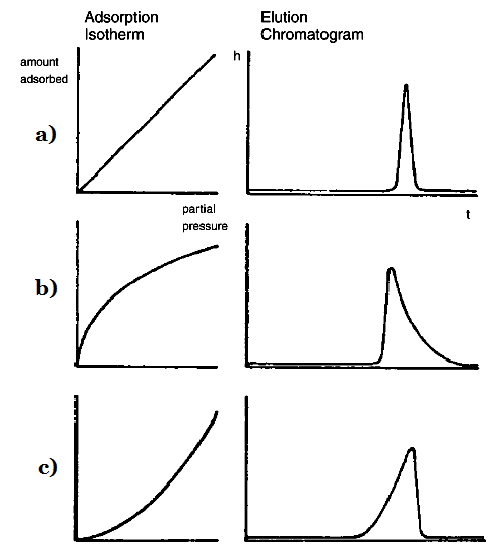 Adsorption
Isotherm
Elution
Chromatogram
amount
adsorbed
h
a)
partial
pressure
t
b)
c)